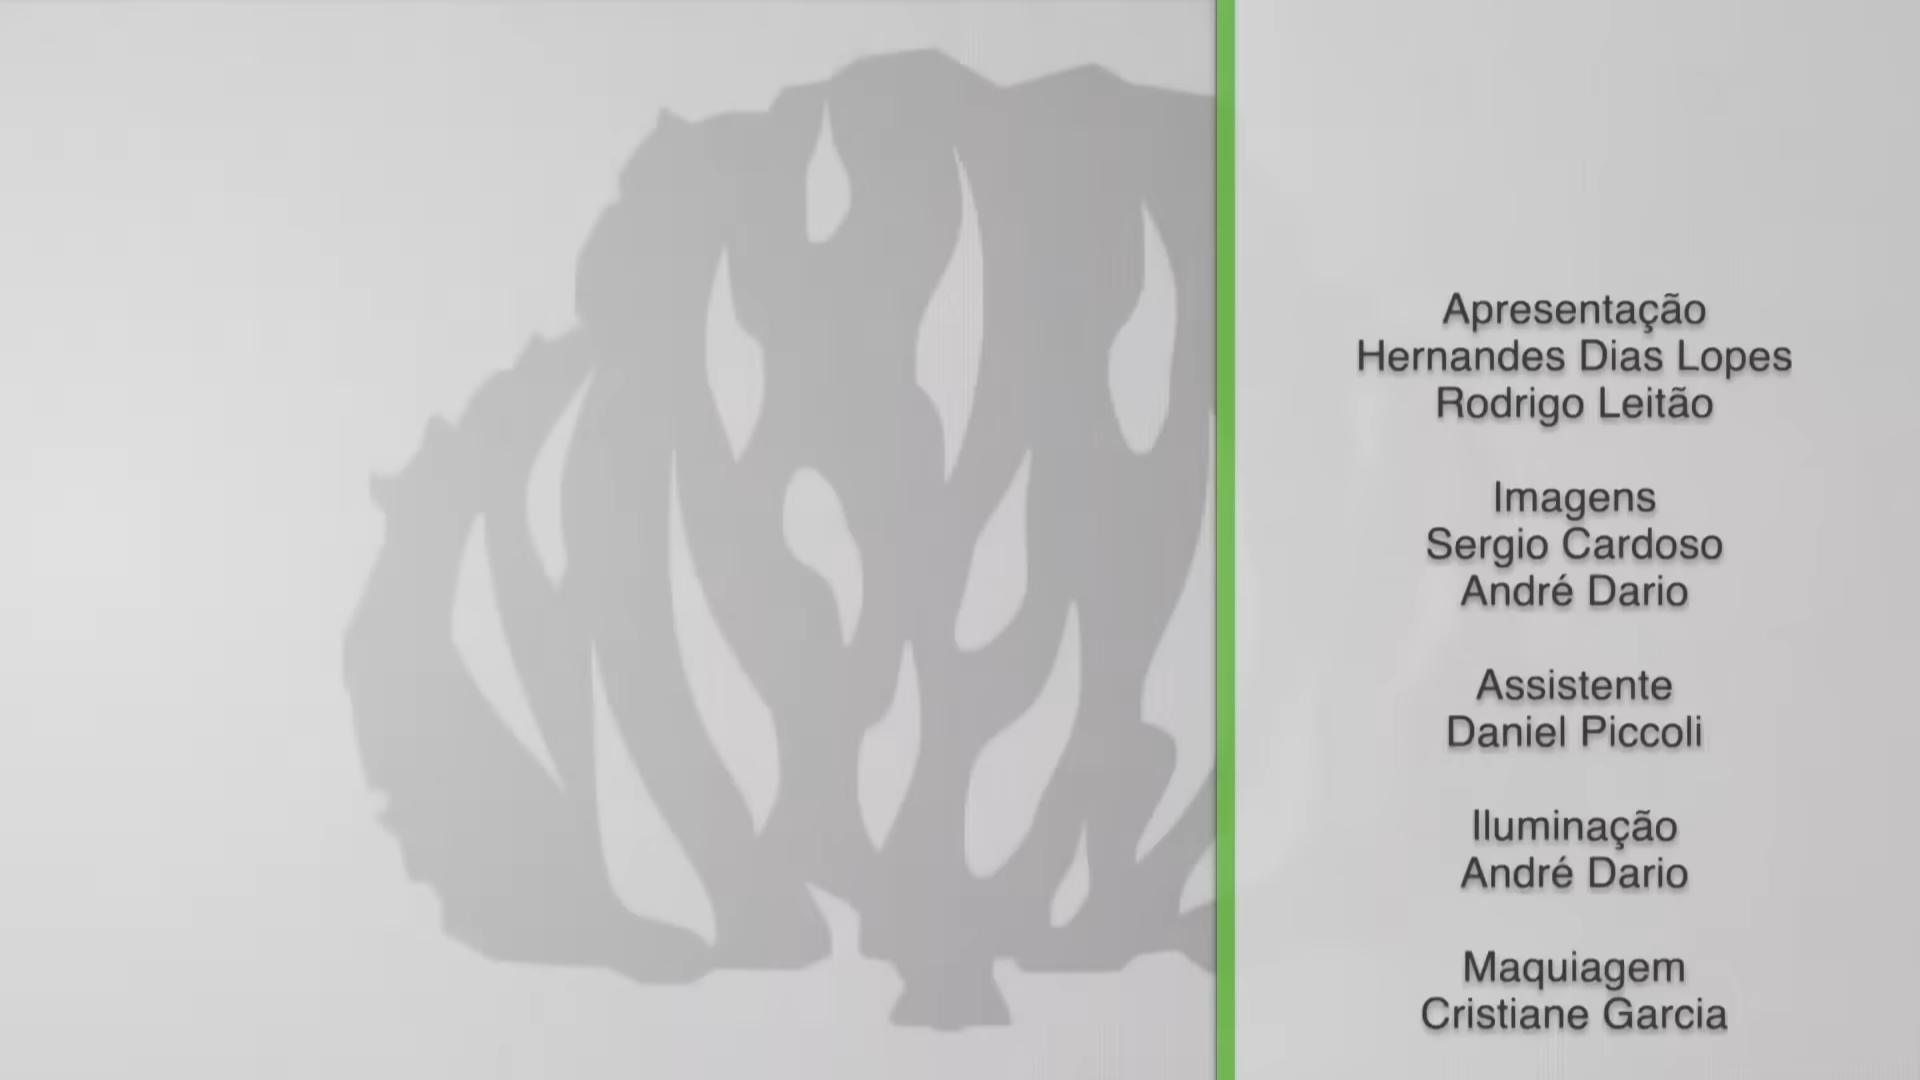 Apresentação
Hernandes Dias Lopes
Rodrigo Leitão
Imagens
Sergio Cardoso
André Dario
Assistente
Daniel Piccoli
Iluminação
André Dario
Maquiagem
Cristiane Garcia